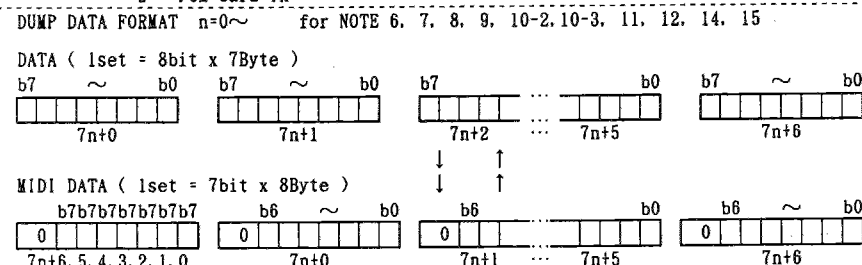 DUMP DATA FORMAT n=0～ for NOTE 6, 7, 8, 9, 10-2,10-3, 11, 12, 14, 15
DATA ( 1set = 8bit x 7Byte )
b7 ～ b0 b7 ～ b0 b7 b0 b7 ～ b0
...
7n+0 7n+1 7n+2 ... 7n+5 7n+6
↓ ↑
MIDI DATA ( 1set = 7bit x 8Byte ) ↓ ↑
b7b7b7b7b7b7b7 b6 ～ b0 b6 b0 b6 ～ b0
0 0 0 ... 0
7n+6,5,4,3,2,1,0 7n+0 7n+1 ... 7n+5 7n+6